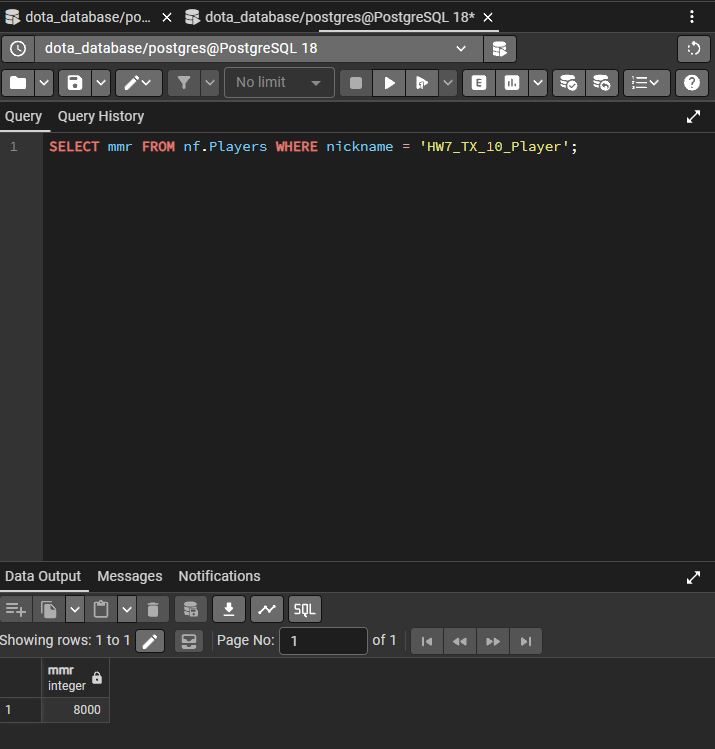 dota_database/po... dota_database/postgres@PostgreSQL 18*
dota_database/postgres@PostgreSQL 18
No limit E
Query Query History
1 SELECT mmr FROM nf.Players WHERE nickname = 'HW7_TX_10_Player';
Data Output Messages Notifications
SQL
Showing rows: 1 to 1 Page No: 1 of 1
mmr
integer
1 8000